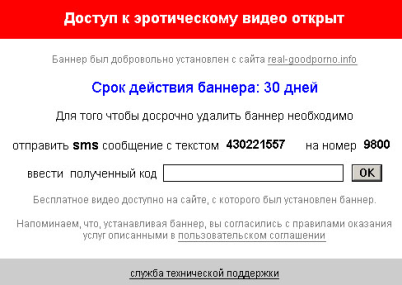 Доступ к эротическому видео открыт
Баннер был добровольно установлен с сайта real-goodporno.info
Срок действия баннера: 30 дней
Для того чтобы досрочно удалить баннер необходимо
отправить sms сообщение с текстом 430221557 на номер 9800
ввести полученный код OK
Бесплатное видео доступно на сайте, с которого был установлен баннер.
Напоминаем, что, устанавливая баннер, вы согласились с правилами оказания
услуг описанными в пользовательском соглашении
служба технической поддержки